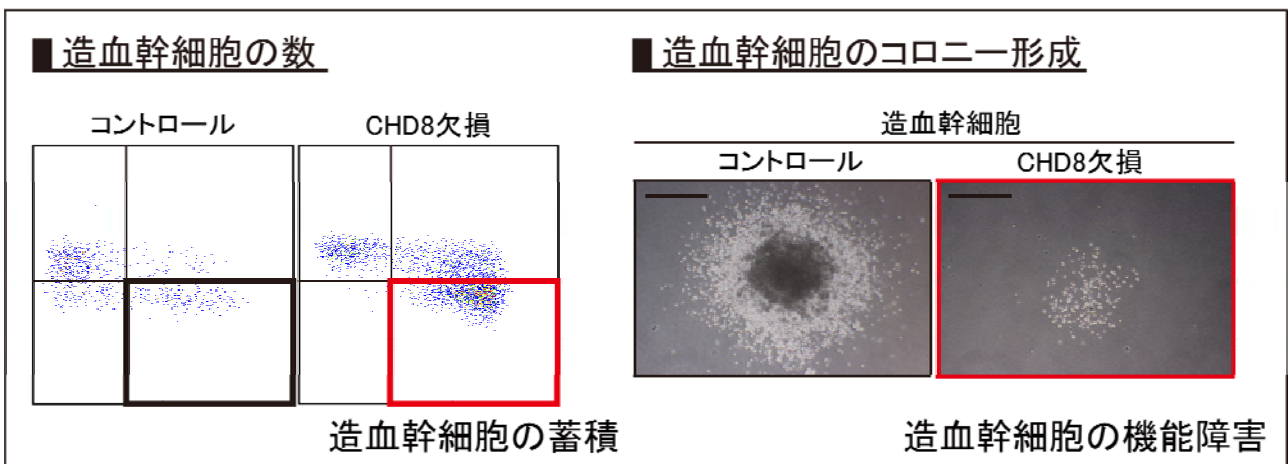 ■造血幹細胞の数
コントロール
CHD8欠損
造血幹細胞の蓄積
■造血幹細胞のコロニー形成
造血幹細胞
コントロール
CHD8欠損
造血幹細胞の機能障害